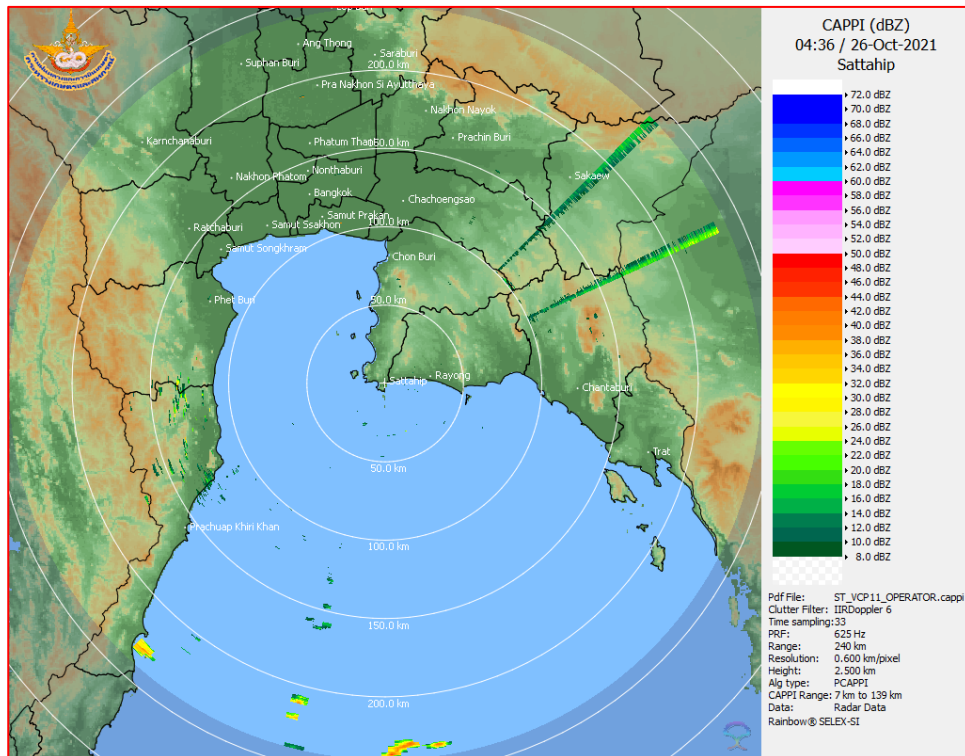 CAPPI (dBZ)
04:36 / 26-Oct-2021
Sattahip
72.0 dBZ
70.0 dBZ
68.0 dBZ
66.0 dBZ
64.0 dBZ
62.0 dBZ
60.0 dBZ
58.0 dBZ
56.0 dBZ
54.0 dBZ
52.0 dBZ
50.0 dBZ
48.0 dBZ
46.0 dBZ
44.0 dBZ
42.0 dBZ
40.0 dBZ
38.0 dBZ
36.0 dBZ
34.0 dBZ
32.0 dBZ
30.0 dBZ
28.0 dBZ
26.0 dBZ
24.0 dBZ
22.0 dBZ
20.0 dBZ
18.0 dBZ
16.0 dBZ
14.0 dBZ
12.0 dBZ
10.0 dBZ
8.0 dBZ
Pdf File: ST_VCP11_OPERATOR.cappi
Clutter Filter: IIRDoppler 6
Time sampling:33
PRF: 625 Hz
Range: 240 km
Resolution: 0.600 km/pixel
Height: 2.500 km
Alg type: PCAPPI
CAPPI Range: 7 km to 139 km
Data: Radar Data
Rainbow® SELEX-SI
Ang Thong
Saraburi
Suphan Buri
200.0 km
Pra Nakhon Si Ayutthaya
Nakhon Nayok
Prachin Buri
Karnchanaburi
Phatum Thani
150.0 km
Nonthaburi
Nakhon Phatom
Sakaew
Bangkok
Chachoengsao
Samut Prakan
Ratchaburi
Samut Ssakhon
100.0 km
Samut Songkhram
Chon Buri
Phet Buri
50.0 km
Rayong
Sattahip
Chantaburi
Trat
50.0 km
Prachuap Khiri Khan
100.0 km
150.0 km
200.0 km